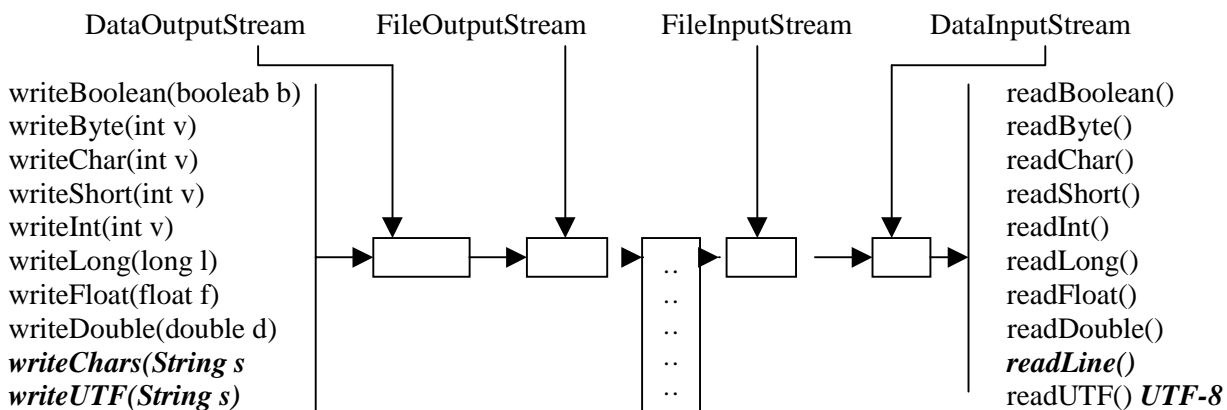 DataOutputStream FileOutputStream FileInputStream DataInputStream
writeBoolean(booleab b)
writeByte(int v)
writeChar(int v)
writeShort(int v)
writeInt(int v)
writeLong(long l)
writeFloat(float f)
writeDouble(double d)
writeChars(String s
writeUTF(String s)
..
..
..
..
..
readBoolean()
readByte()
readChar()
readShort()
readInt()
readLong()
readFloat()
readDouble()
readLine()
readUTF() UTF-8